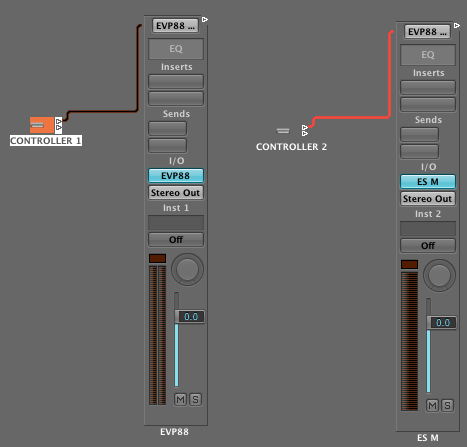 EVP88 ...
EQ
Inserts
Sends
I/O
EVP88
Stereo Out
Inst 1
Off
0.0
M S
EVP88
CONTROLLER 1
CONTROLLER 2
EVP88 ...
EQ
Inserts
Sends
I/O
ES M
Stereo Out
Inst 2
Off
0.0
M S
ES M